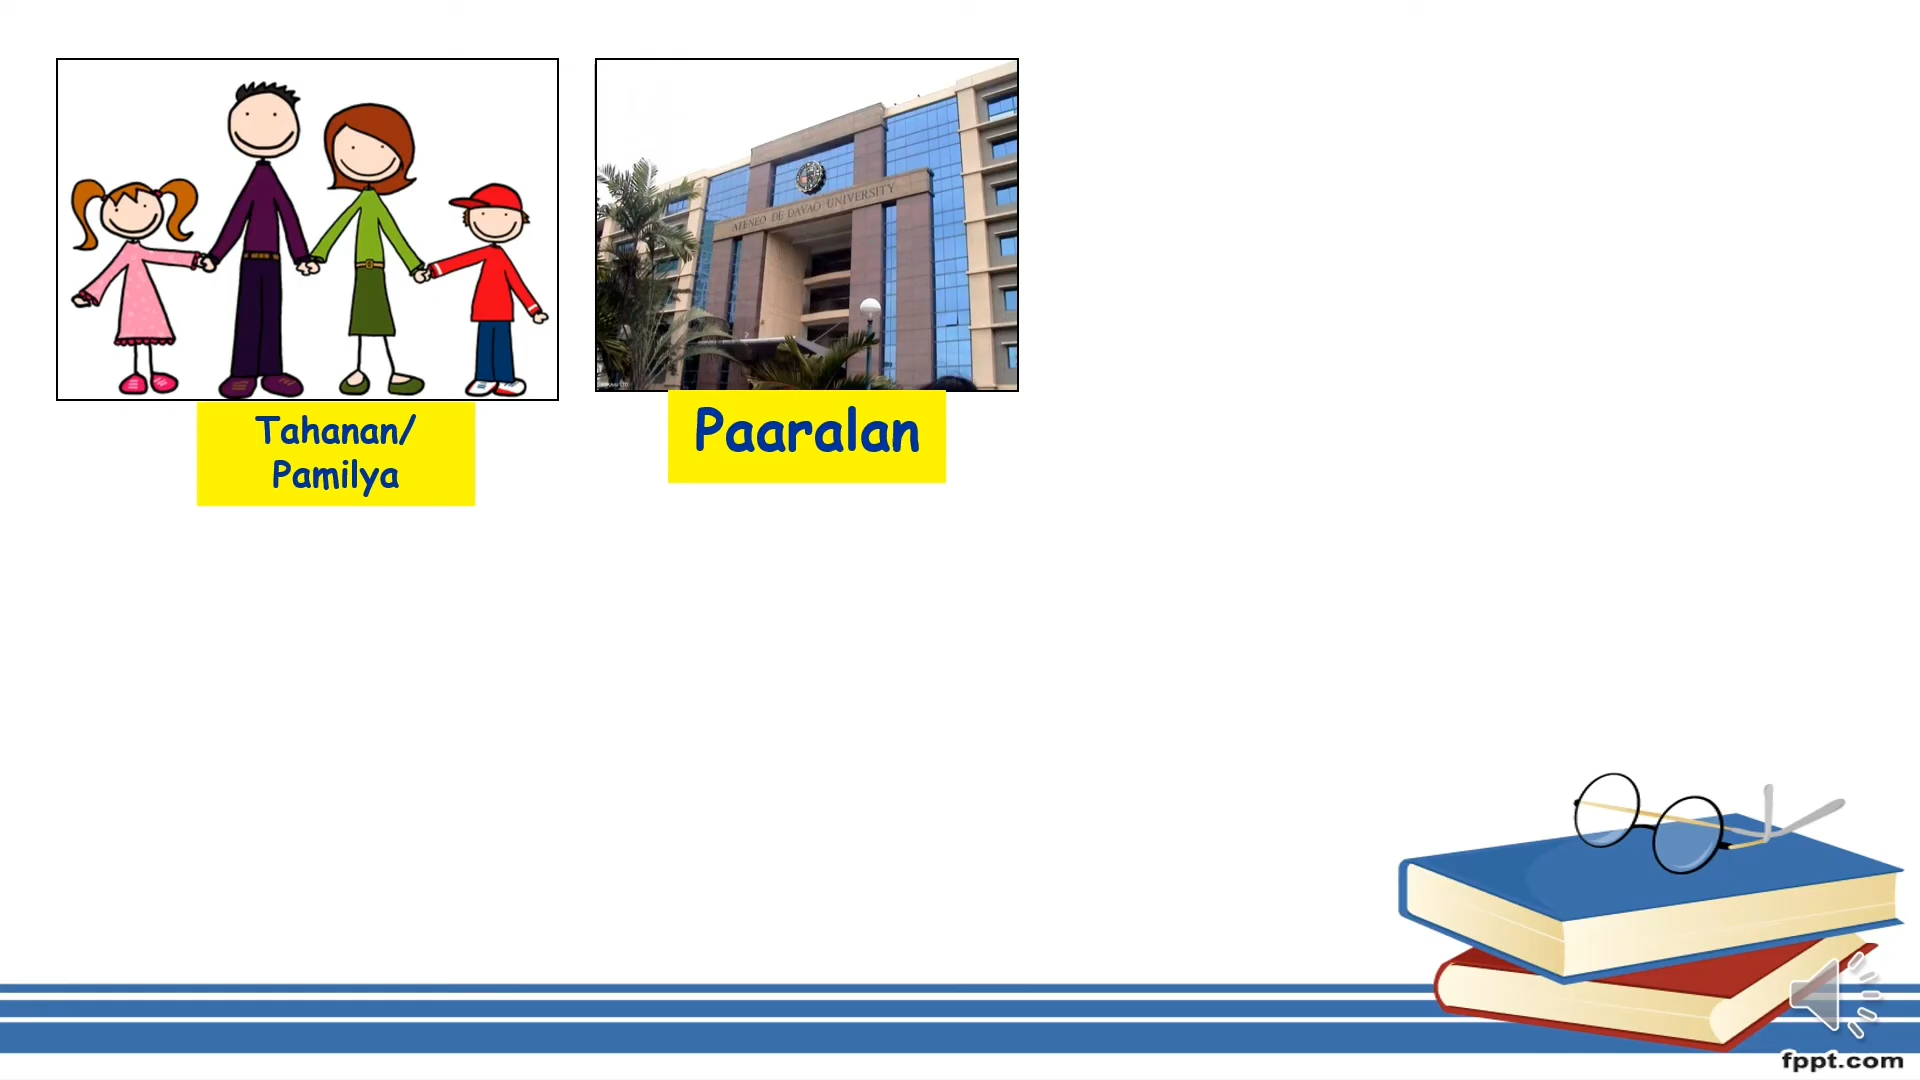 ATENEO DE DAVAO UNIVERSITY
Tahanan/
Pamilya
Paaralan
fppt.com